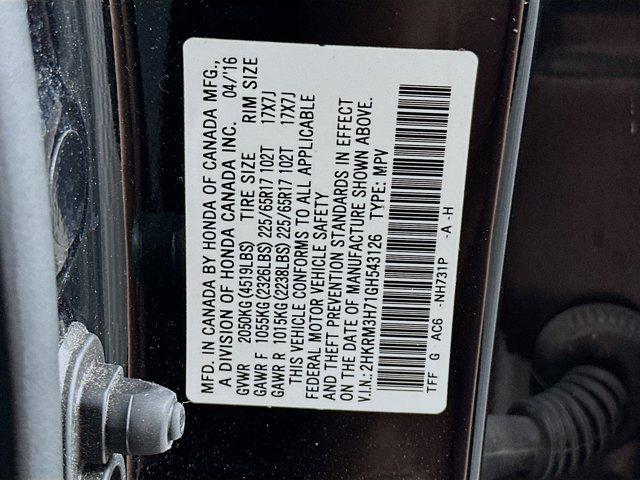 MFD. IN CANADA BY HONDA OF CANADA MFG.,
A DIVISION OF HONDA CANADA INC. 04/16
GVWR 2050KG (4519LBS) TIRE SIZE RIM SIZE
GAWR F 1055KG (2326LBS) 225/65R17 102T 17X7J
GAWR R 1015KG (2238LBS) 225/65R17 102T 17X7J
THIS VEHICLE CONFORMS TO ALL APPLICABLE
FEDERAL MOTOR VEHICLE SAFETY
AND THEFT PREVENTION STANDARDS IN EFFECT
ON THE DATE OF MANUFACTURE SHOWN ABOVE.
V.I.N.: 2HKRM3H71GH543126 TYPE: MPV
TFF G AC6 -NH731P -A -H